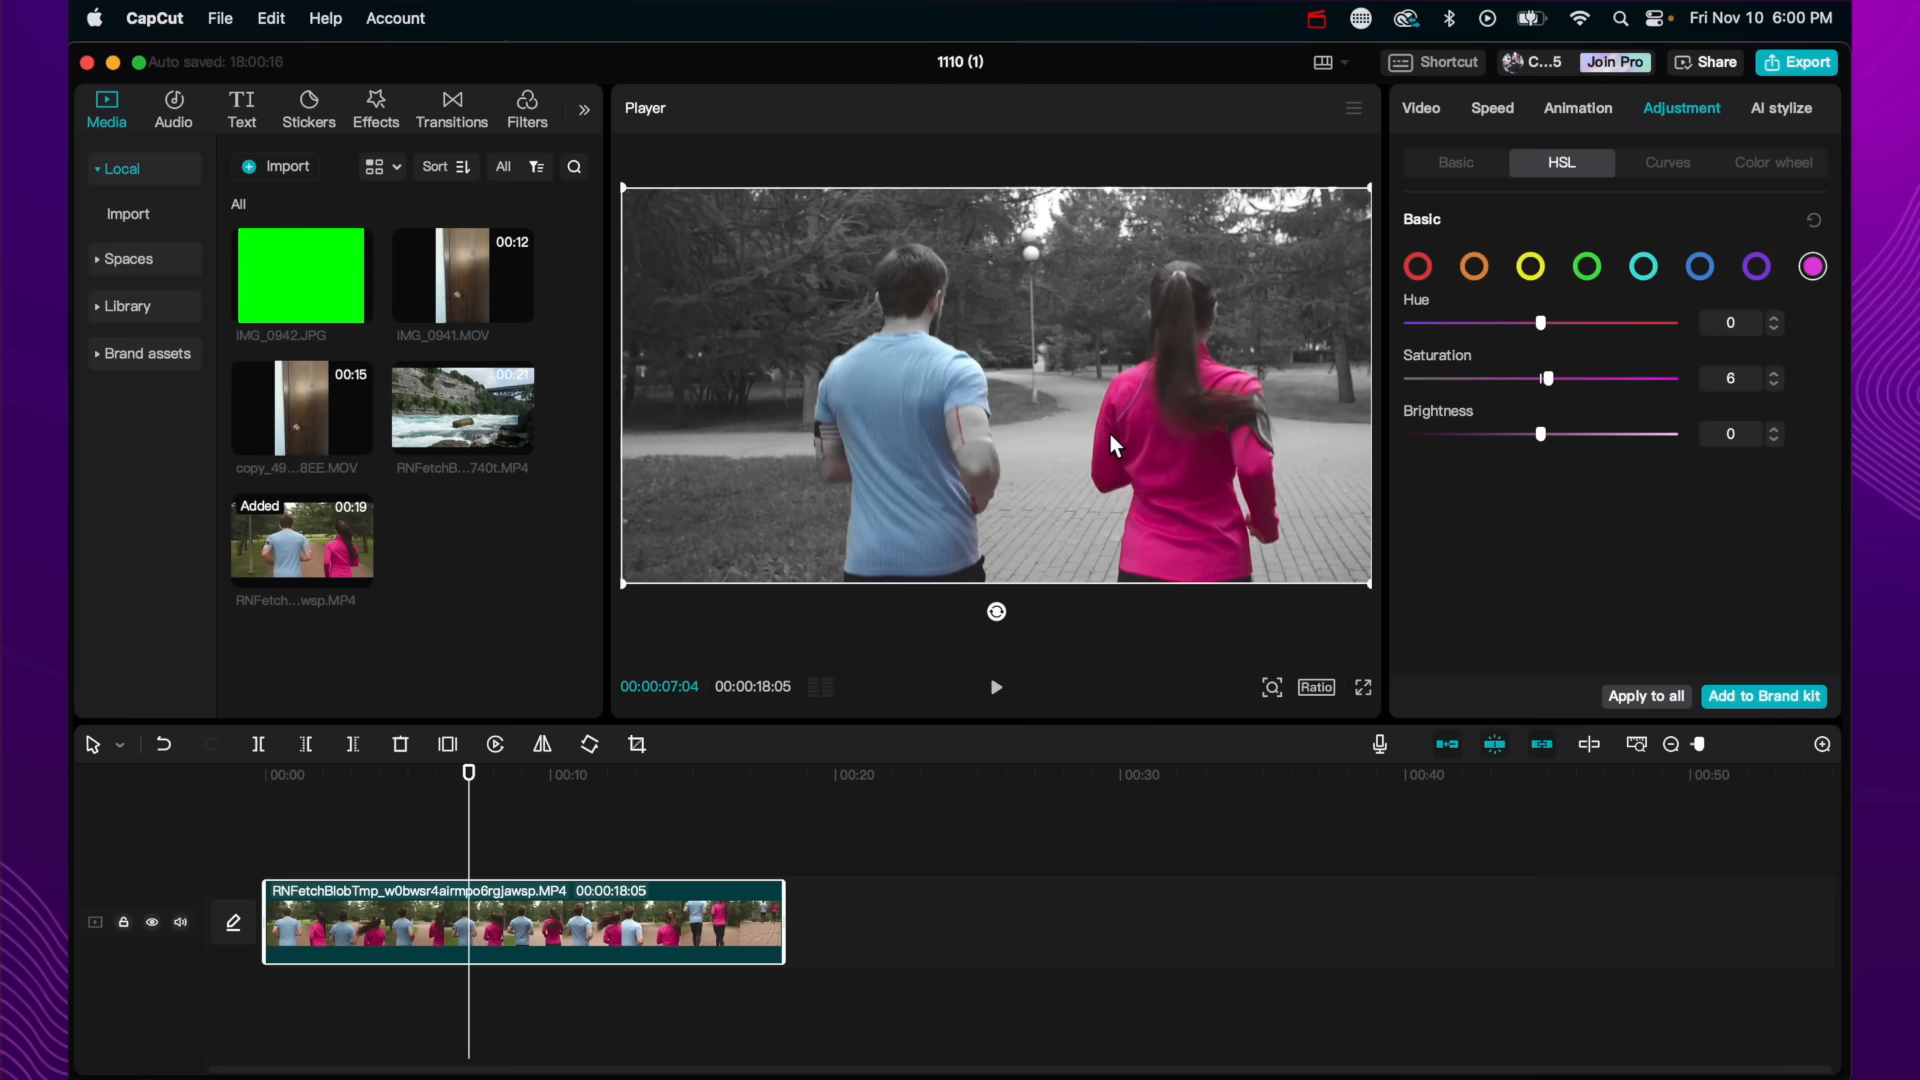 CapCut File Edit Help Account Fri Nov 10 6:00 PM
Auto saved: 18:00:16 1110 (1) Shortcut C...5 Join Pro Share Export
Media Audio Text Stickers Effects Transitions Filters
Player
Video Speed Animation Adjustment AI stylize
Local
Import
Spaces
Library
Brand assets
Import Sort All
All
IMG_0942.JPG
00:12
IMG_0941.MOV
00:15
copy_49...8EE.MOV
00:21
RNFetchB...740t.MP4
Added 00:19
RNFetch...wsp.MP4
00:00:07:04 00:00:18:05 Ratio
Basic HSL Curves Color wheel
Basic
Hue
0
Saturation
6
Brightness
0
Apply to all Add to Brand kit
00:00 00:10 00:20 00:30 00:40 00:50
RNFetchBlobTmp_w0bwsr4airmpo6rgjawsp.MP4 00:00:18:05